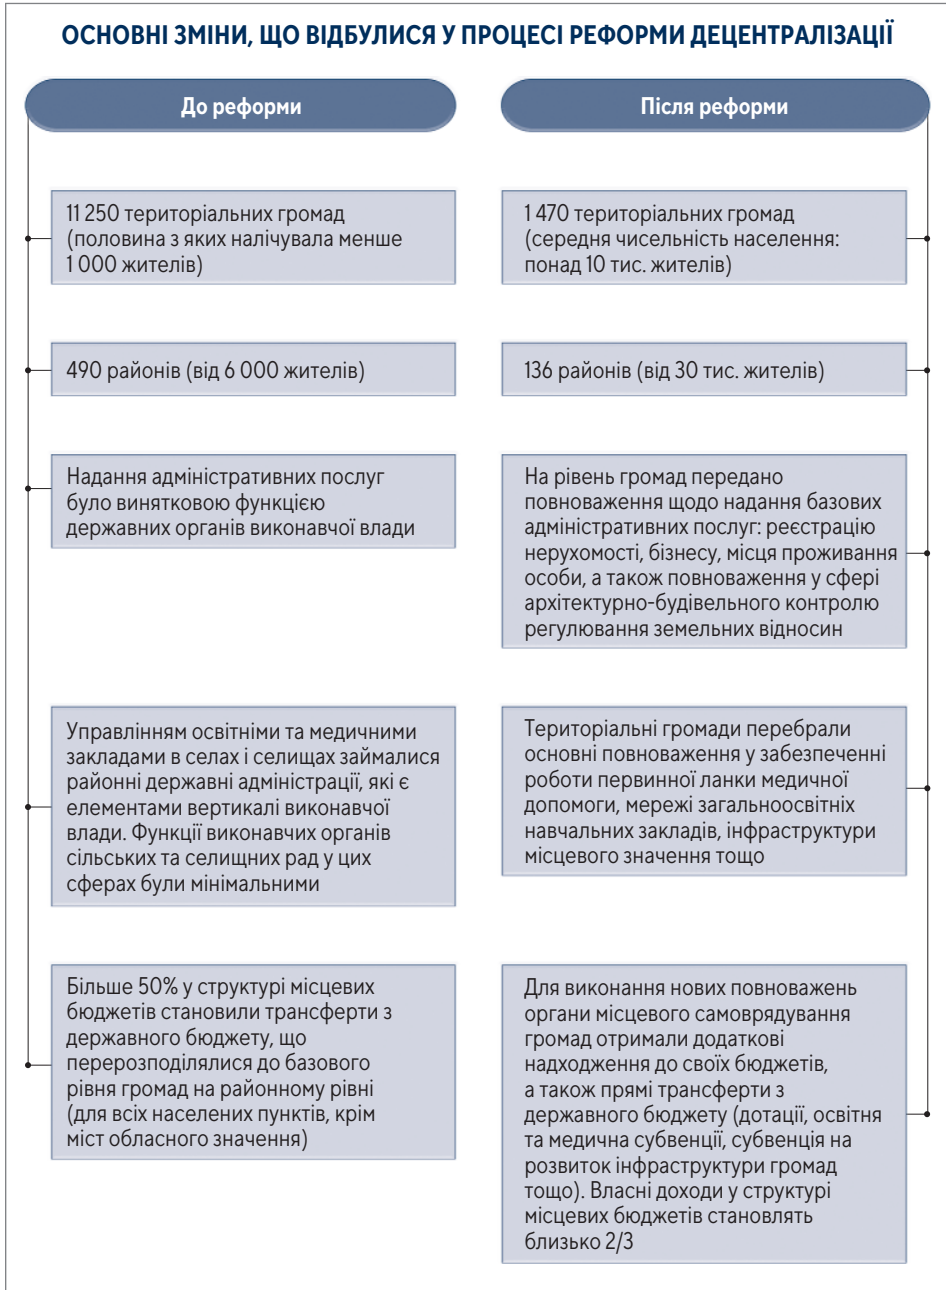 ОСНОВНІ ЗМІНИ, ЩО ВІДБУЛИСЯ У ПРОЦЕСІ РЕФОРМИ ДЕЦЕНТРАЛІЗАЦІЇ
До реформи
11 250 територіальних громад
(половина з яких налічувала менше
1 000 жителів)
490 районів (від 6 000 жителів)
Надання адміністративних послуг
було винятковою функцією
державних органів виконавчої влади
Управлінням освітніми та медичними
закладами в селах і селищах займалися
районні державні адміністрації, які є
елементами вертикалі виконавчої
влади. Функції виконавчих органів
сільських та селищних рад у цих
сферах були мінімальними
Більше 50% у структурі місцевих
бюджетів становили трансферти з
державного бюджету, що
перерозподілялися до базового
рівня громад на районному рівні
(для всіх населених пунктів, крім
міст обласного значення)
Після реформи
1 470 територіальних громад
(середня чисельність населення:
понад 10 тис. жителів)
136 районів (від 30 тис. жителів)
На рівень громад передано
повноваження щодо надання базових
адміністративних послуг: реєстрацію
нерухомості, бізнесу, місця проживання
особи, а також повноваження у сфері
архітектурно-будівельного контролю
регулювання земельних відносин
Територіальні громади перебрали
основні повноваження у забезпеченні
роботи первинної ланки медичної
допомоги, мережі загальноосвітніх
навчальних закладів, інфраструктури
місцевого значення тощо
Для виконання нових повноважень
органи місцевого самоврядування
громад отримали додаткові
надходження до своїх бюджетів,
а також прямі трансферти з
державного бюджету (дотації, освітня
та медична субвенції, субвенція на
розвиток інфраструктури громад
тощо). Власні доходи у структурі
місцевих бюджетів становлять
близько 2/3